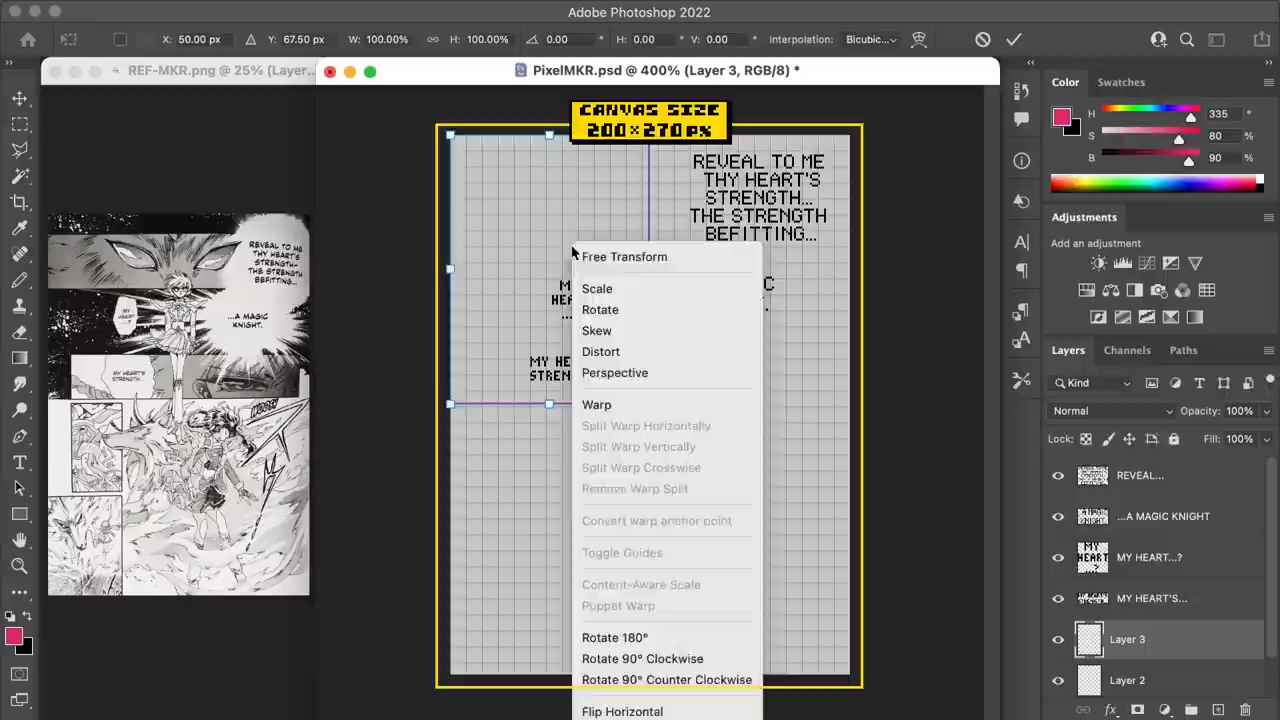 Adobe Photoshop 2022
X: 50.00 px
Y: 67.50 px
W: 100.00%
H: 100.00%
0.00 °
H: 0.00 °
V: 0.00 °
Interpolation: Bicubic...
REF-MKR.png @ 25% (Layer...
PixelMKR.psd @ 400% (Layer 3, RGB/8) *
CANVAS SIZE
200×270px
REVEAL TO ME
THY HEART'S
STRENGTH...
THE STRENGTH
BEFITTING...
MY HE
STREN
REVEAL TO ME
THY HEART'S
STRENGTH--
THE STRENGTH
BEFITTING...
MY
HEART
...?
...A MAGIC
KNIGHT.
MY HEART'S
STRENGTH...
WOOSH
Free Transform
Scale
Rotate
Skew
Distort
Perspective
Warp
Split Warp Horizontally
Split Warp Vertically
Split Warp Crosswise
Remove Warp Split
Convert warp anchor point
Toggle Guides
Content-Aware Scale
Puppet Warp
Rotate 180°
Rotate 90° Clockwise
Rotate 90° Counter Clockwise
Flip Horizontal
Color
Swatches
H 335 °
S 80 %
B 90 %
Adjustments
Add an adjustment
Layers
Channels
Paths
Kind
Normal
Opacity: 100%
Lock:
Fill: 100%
REVEAL...
...A MAGIC KNIGHT
MY HEART...?
MY HEART'S...
Layer 3
Layer 2
fx